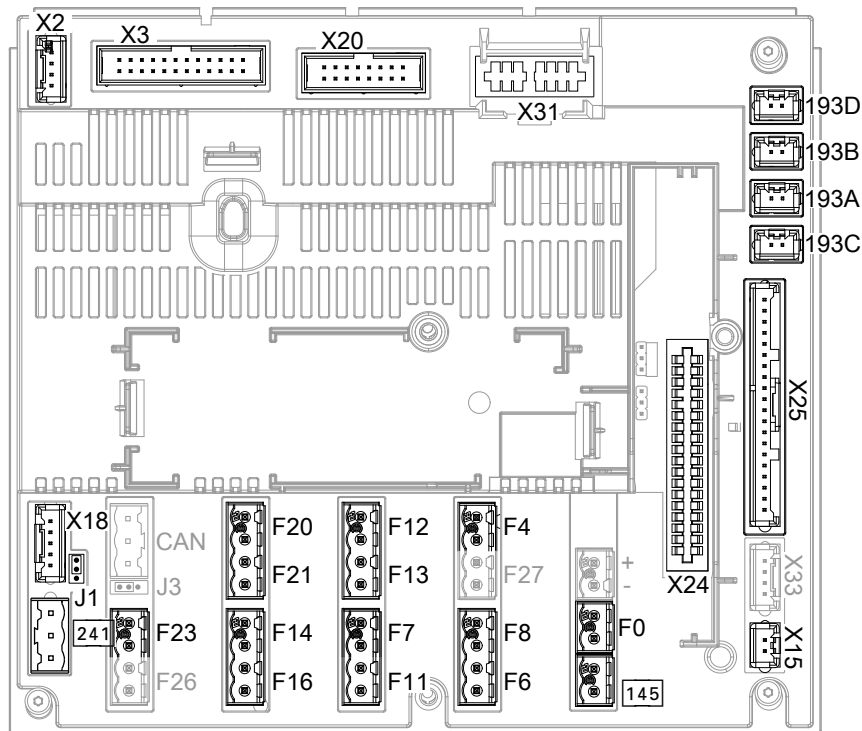 X2
X3
X20
X31
193D
193B
193A
193C
X25
X18
CAN
F20
F12
F4
+
-
X24
X33
F21
F13
F27
J1
J3
241
F23
F14
F7
F8
F0
X15
F26
F16
F11
F6
145